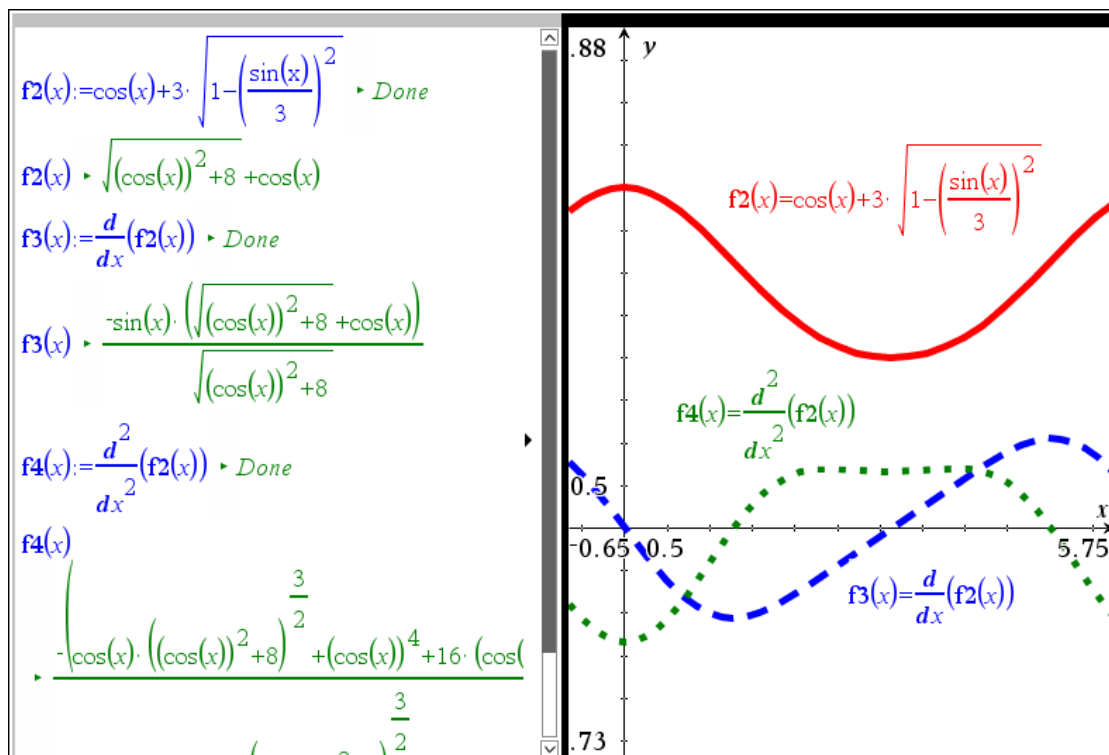 f2(x):=cos(x)+3·√(1-(sin(x)/3)^2) ▸ Done
f2(x) ▸ √((cos(x))^2+8)+cos(x)
f3(x):=d/dx(f2(x)) ▸ Done
f3(x) ▸ -sin(x)·(√((cos(x))^2+8)+cos(x))/√((cos(x))^2+8)
f4(x):=d^2/dx^2(f2(x)) ▸ Done
f4(x)
▸ -(cos(x)·((cos(x))^2+8)^3/2+(cos(x))^4+16·(cos(
3/2
.88 y
f2(x)=cos(x)+3·√(1-(sin(x)/3)^2)
f4(x)=d^2/dx^2(f2(x))
0.5
x
-0.65 0.5 5.75
f3(x)=d/dx(f2(x))
.73